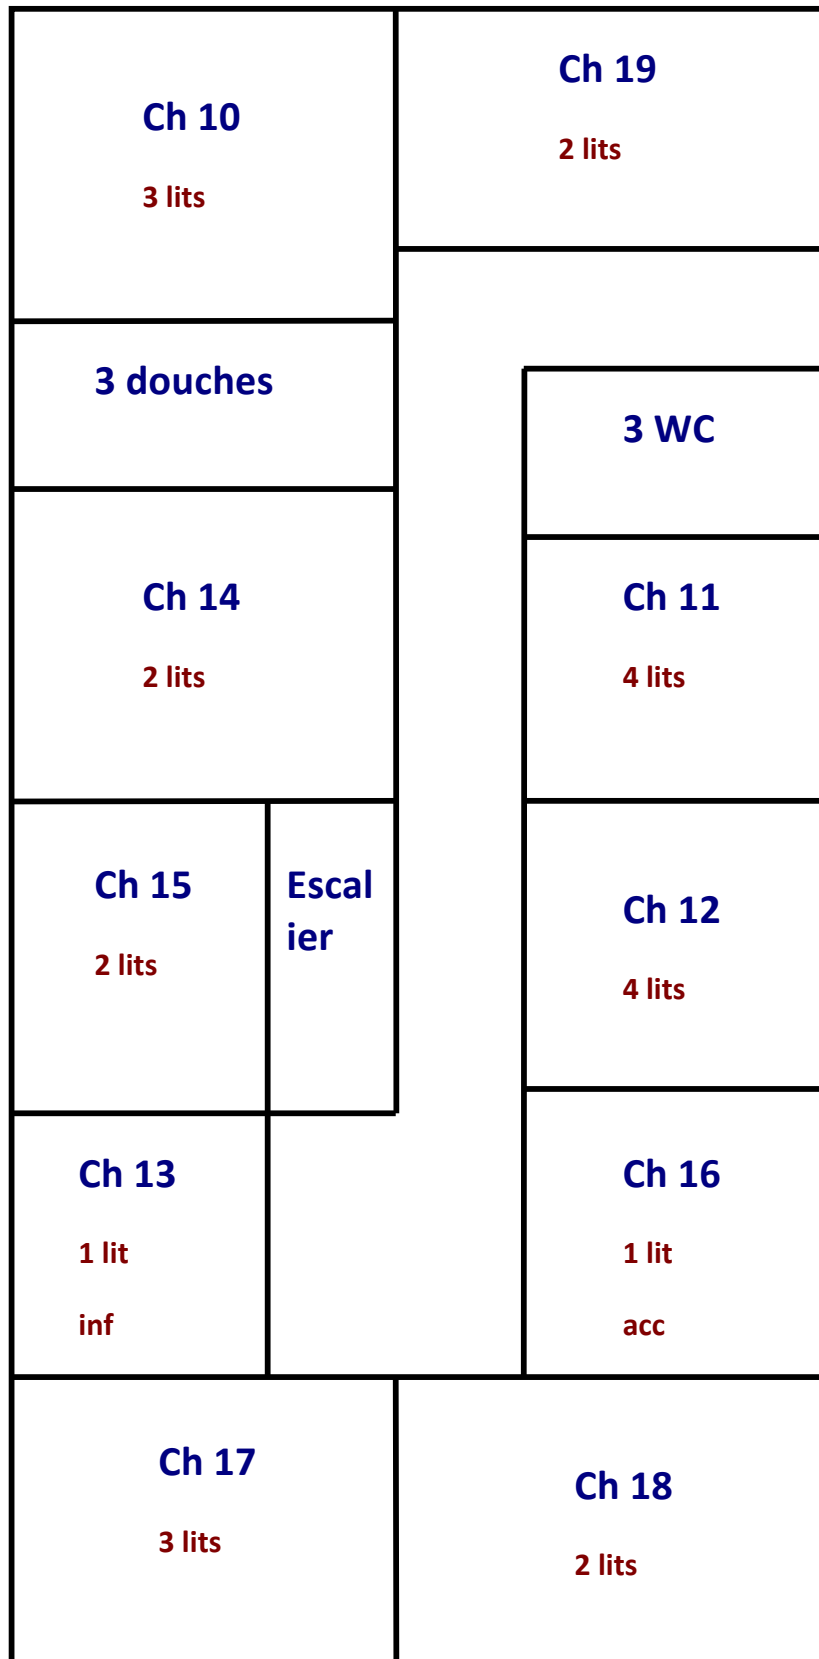 Ch 10
3 lits
Ch 19
2 lits
3 douches
3 WC
Ch 14
2 lits
Ch 11
4 lits
Ch 15
2 lits
Escal
ier
Ch 12
4 lits
Ch 13
1 lit
inf
Ch 16
1 lit
acc
Ch 17
3 lits
Ch 18
2 lits